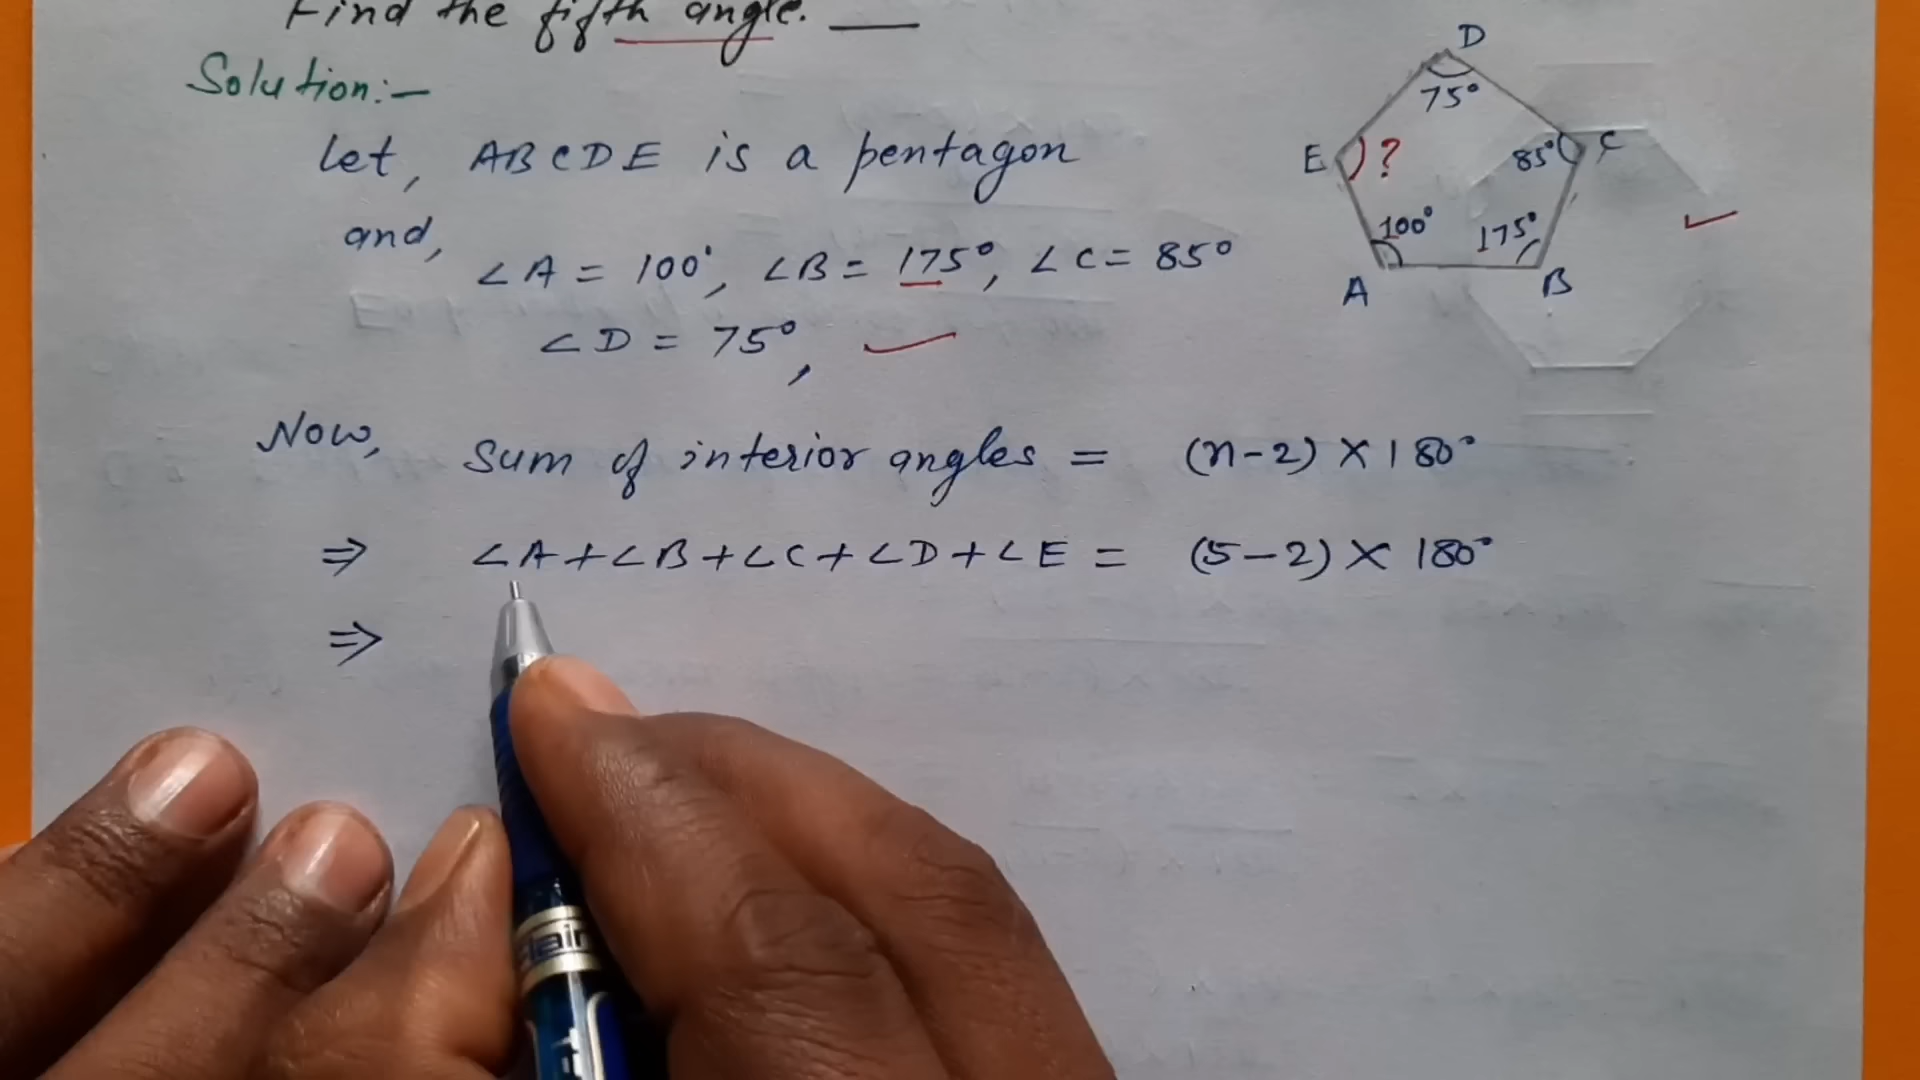 Find the fifth angle.
Solution:-
Let, ABCDE is a pentagon
and,
∠A = 100°, ∠B = 175°, ∠C = 85°
∠D = 75°,
Now, Sum of interior angles = (n-2) × 180°
⇒ ∠A + ∠B + ∠C + ∠D + ∠E = (5-2) × 180°
⇒
D
75°
E ? 85° C
100° 175°
A B